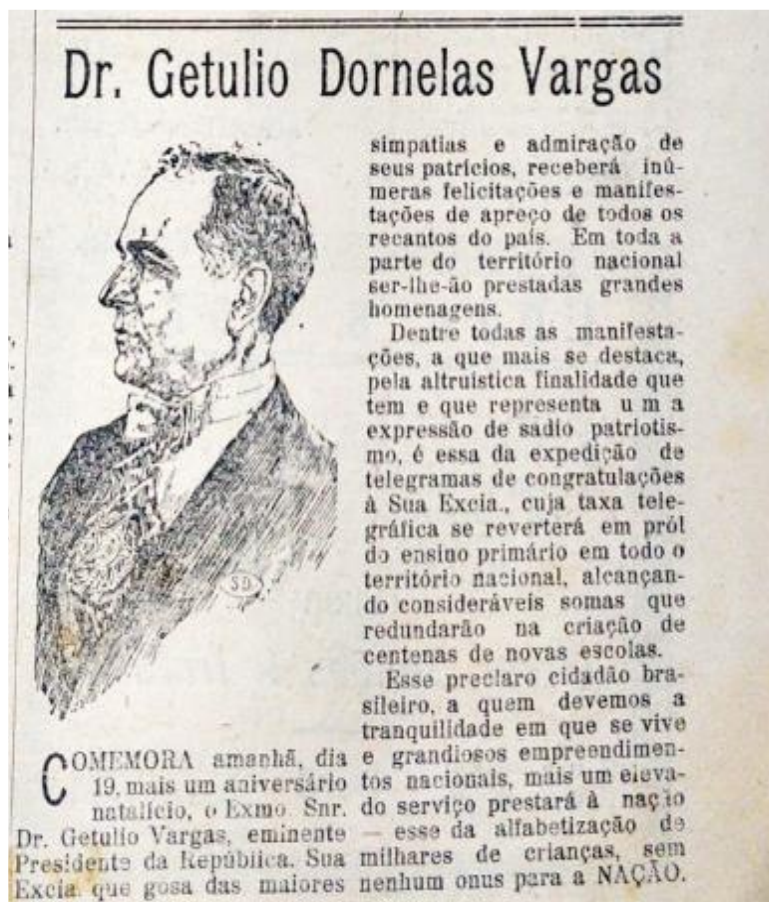 Dr. Getulio Dornelas Vargas
SD
COMEMORA amanhã, dia
19, mais um aniversário
natalício, o Exmo Snr.
Dr. Getulio Vargas, eminente
Presidente da República. Sua
Excia. que gosa das maiores
simpatias e admiração de
seus patrícios, receberá inú-
meras felicitações e manifes-
tações de apreço de todos os
recantos do país. Em toda a
parte do território nacional
ser-lhe-ão prestadas grandes
homenagens.
Dentre todas as manifesta-
ções, a que mais se destaca,
pela altruística finalidade que
tem e que representa u m a
expressão de sadio patriotis-
mo, é essa da expedição de
telegramas de congratulações
à Sua Excia., cuja taxa tele-
gráfica se reverterá em pról
do ensino primário em todo o
território nacional, alcançan-
do consideráveis somas que
redundarão na criação de
centenas de novas escolas.
Esse preclaro cidadão bra-
sileiro, a quem devemos a
tranquilidade em que se vive
e grandiosos empreendimen-
tos nacionais, mais um eleva-
do serviço prestará à nação
— esse da alfabetização de
milhares de crianças, sem
nenhum onus para a NAÇÃO.